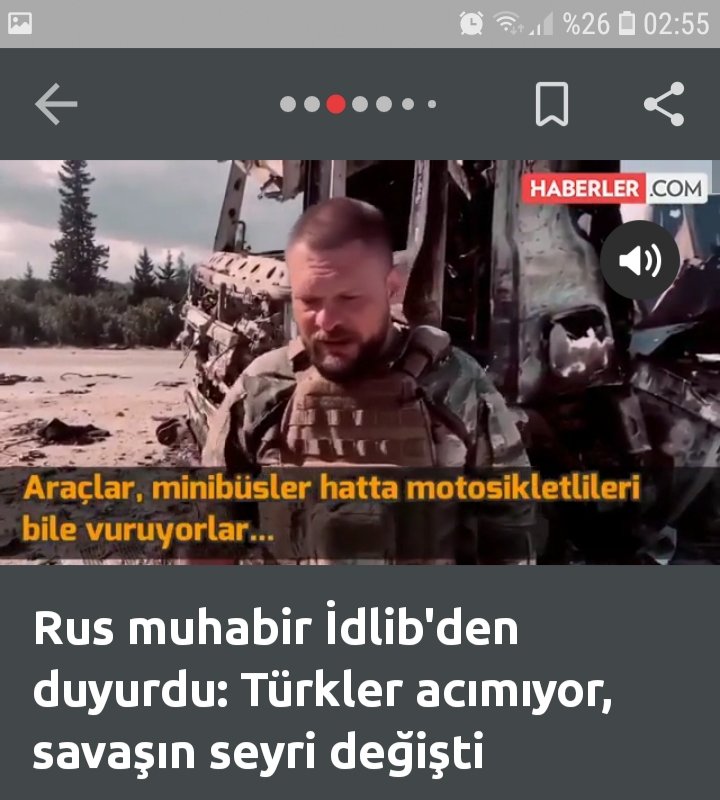 %26 02:55
HABERLER.COM
Araçlar, minibüsler hatta motosikletlileri
bile vuruyorlar...
Rus muhabir İdlib'den
duyurdu: Türkler acımıyor,
savaşın seyri değişti